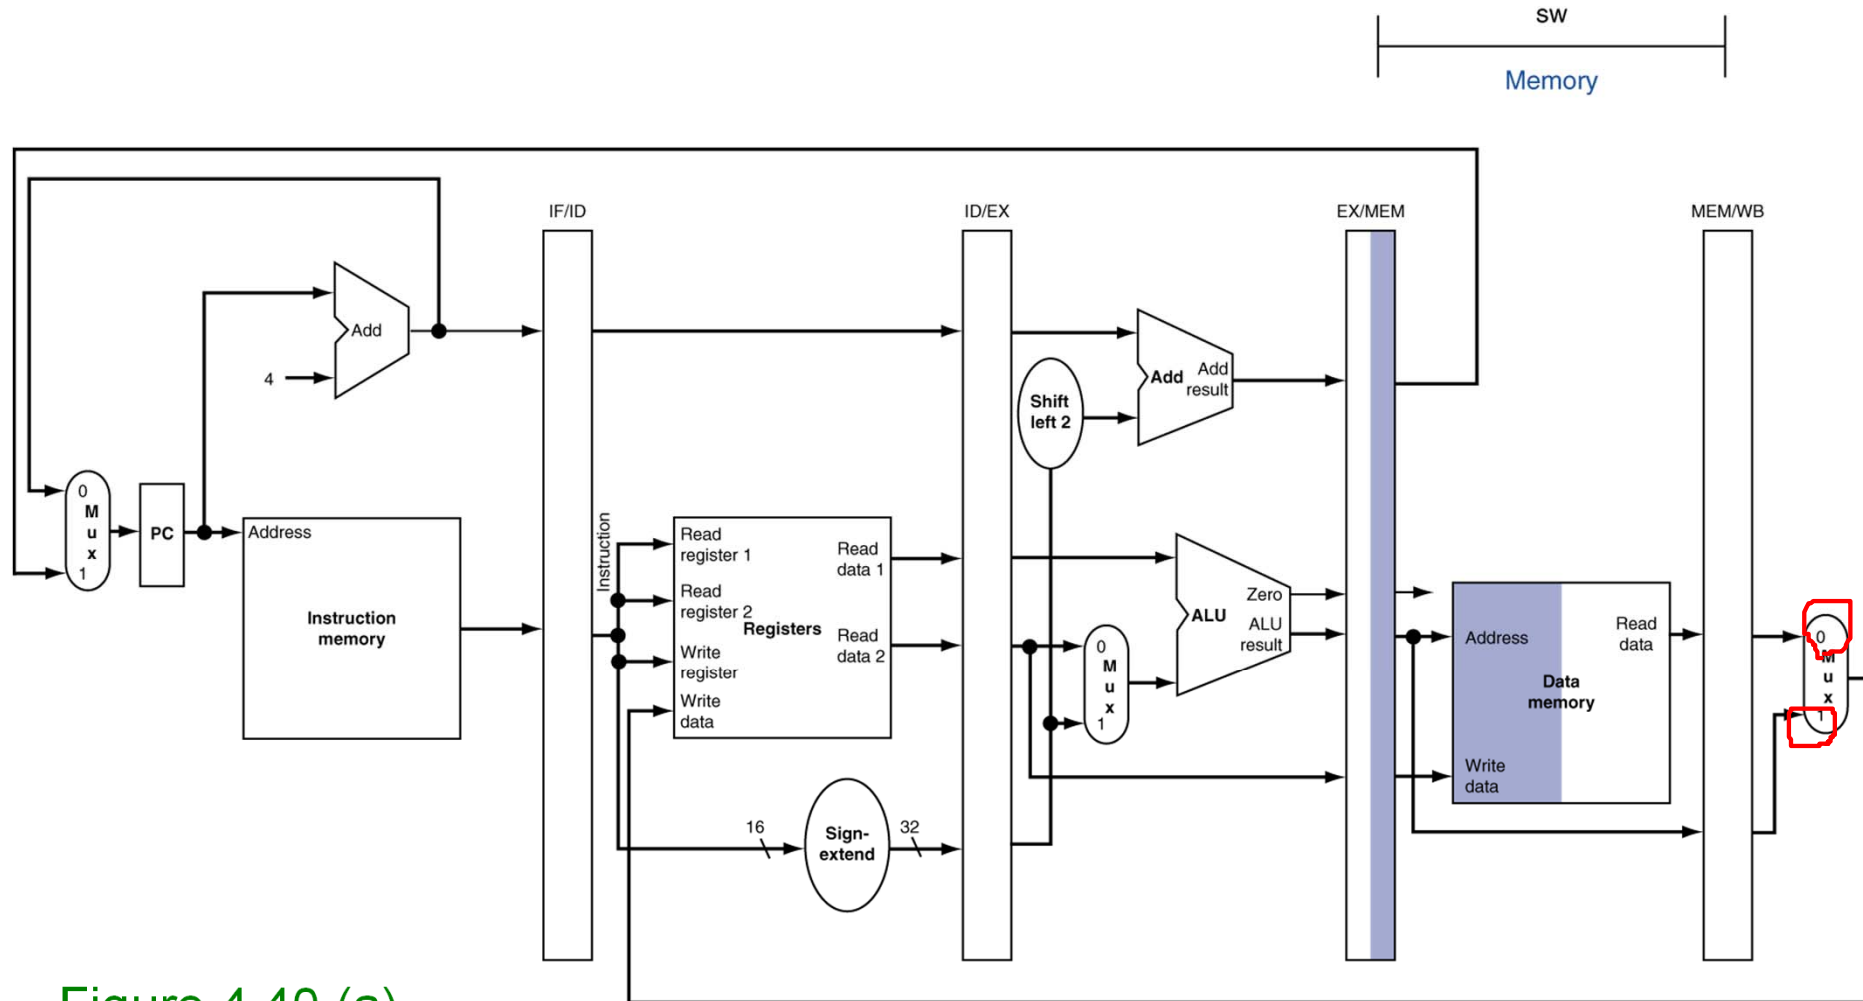 SW
Memory
IF/ID
ID/EX
EX/MEM
MEM/WB
Add
4
Add
Add
result
Shift
left 2
0
M
u
x
1
PC
Address
Instruction
memory
Instruction
Read
register 1
Read
register 2
Write
register
Write
data
Registers
Read
data 1
Read
data 2
16
Sign-
extend
32
0
M
u
x
1
Zero
ALU
ALU
result
Address
Read
data
Data
memory
Write
data
0
M
u
x
1
Figure 4.40 (a)